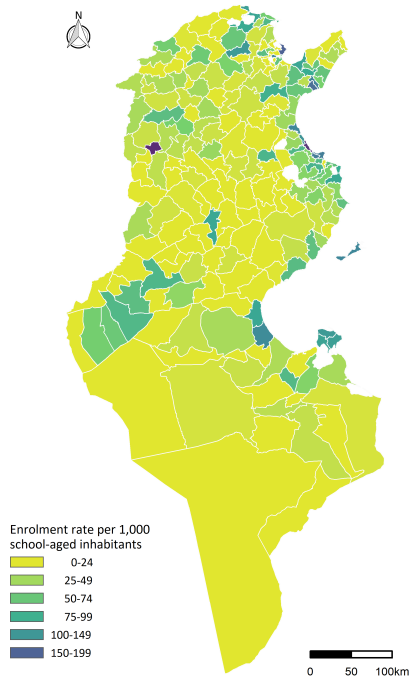 N
Enrolment rate per 1,000
school-aged inhabitants
0-24
25-49
50-74
75-99
100-149
150-199
0 50 100km